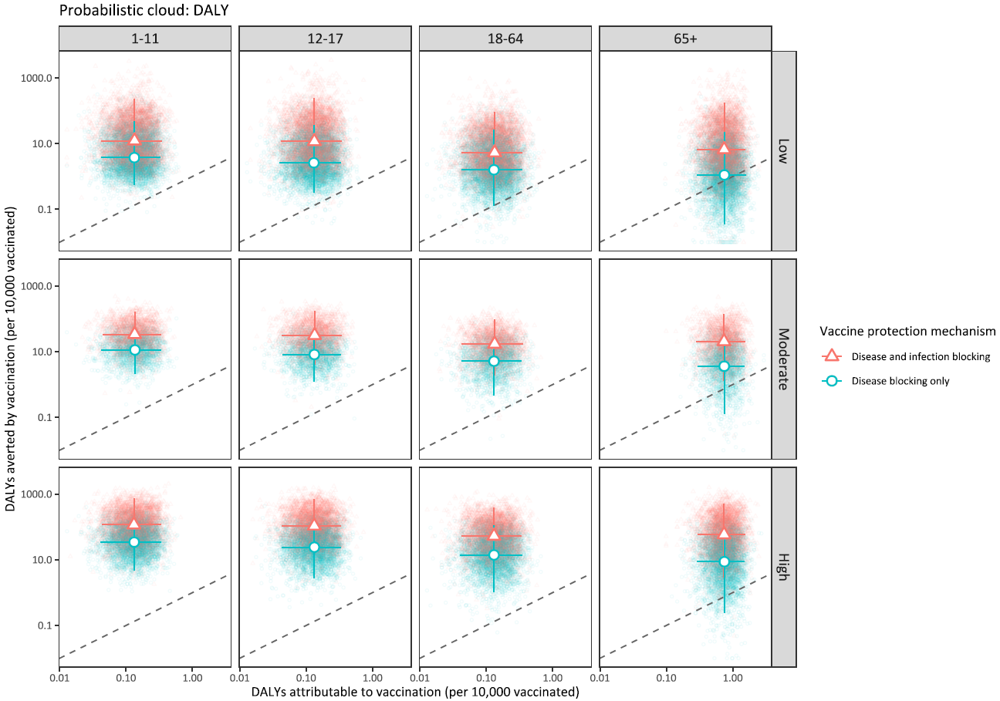 Probabilistic cloud: DALY
1-11
12-17
18-64
65+
1000.0
10.0
0.1
Low
1000.0
10.0
0.1
Moderate
1000.0
10.0
0.1
High
0.01
0.10
1.00
0.01
0.10
1.00
0.01
0.10
1.00
0.01
0.10
1.00
DALYs attributable to vaccination (per 10,000 vaccinated)
DALYs averted by vaccination (per 10,000 vaccinated)
Vaccine protection mechanism
Disease and infection blocking
Disease blocking only